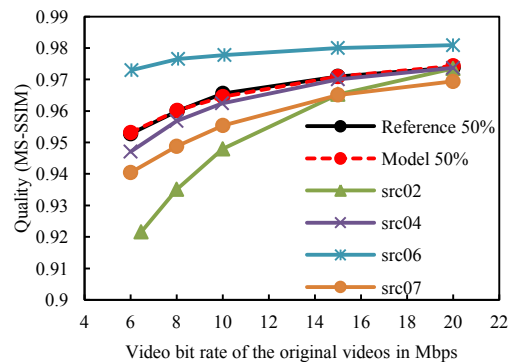 0.99
0.98
0.97
0.96
0.95
0.94
0.93
0.92
0.91
0.9
Quality (MS-SSIM)
Reference 50%
Model 50%
src02
src04
src06
src07
4 6 8 10 12 14 16 18 20 22
Video bit rate of the original videos in Mbps